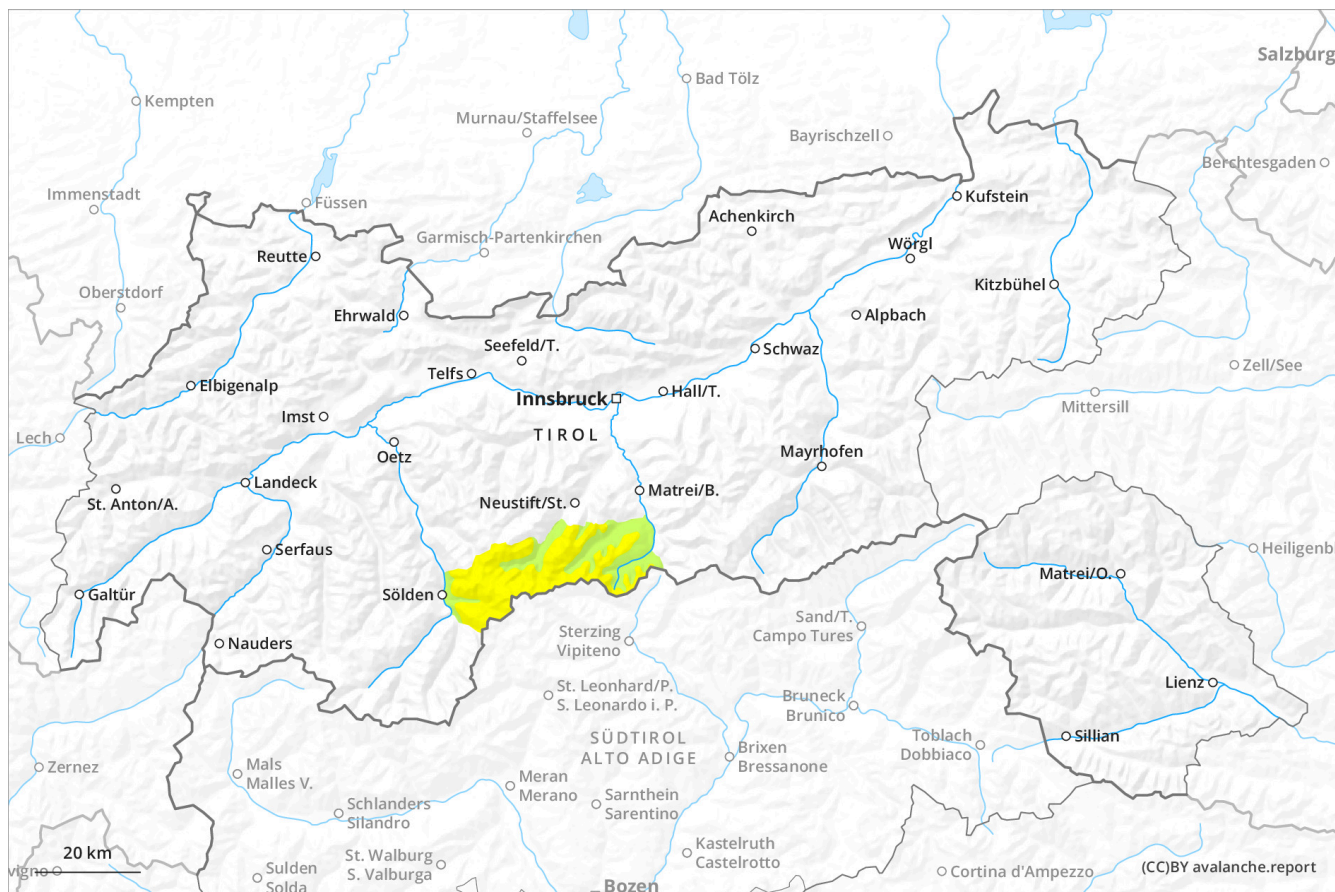 Salzburg
Kempten
Bad Tölz
Murnau/Staffelsee
Bayrischzell
Berchtesgaden
Immenstadt
Füssen
Kufstein
Achenkirch
Garmisch-Partenkirchen
Wörgl
Reutte
Kitzbühel
Oberstdorf
Ehrwald
Alpbach
Seefeld/T.
Schwaz
Zell/See
Telfs
Elbigenalp
Hall/T.
Innsbruck
Mittersill
Imst
Lech
TIROL
Oetz
Mayrhofen
Landeck
Matrei/B.
St. Anton/A.
Neustift/St.
Serfaus
Heiligenb
Matrei/O.
Galtür
Sölden
Sand/T.
Campo Tures
Nauders
Sterzing
Vipiteno
Lienz
St. Leonhard/P.
S. Leonardo i. P.
Bruneck
Brunico
Sillian
Toblach
Dobbiaco
SÜDTIROL
ALTO ADIGE
Brixen
Bressanone
Zernez
Mals
Malles V.
Meran
Merano
Sarnthein
Sarentino
Schlanders
Silandro
Kastelruth
Castelrotto
20 km
St. Walburg
S. Valburga
vigno
Sulden
Solda
Cortina d'Ampezzo
(CC)BY avalanche.report
Bozen